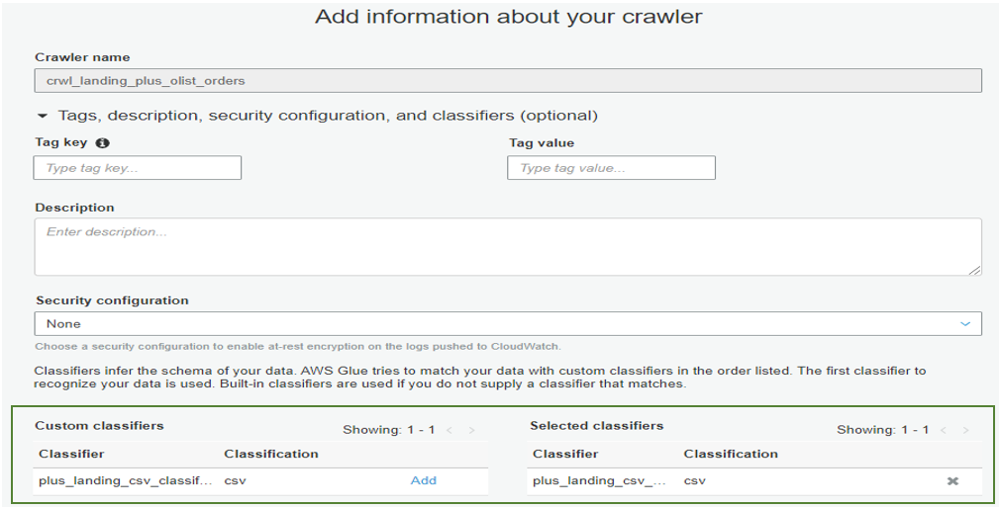 Add information about your crawler
Crawler name
crwl_landing_plus_olist_orders
Tags, description, security configuration, and classifiers (optional)
Tag key
Tag value
Type tag key...
Type tag value...
Description
Enter description...
Security configuration
None
Choose a security configuration to enable at-rest encryption on the logs pushed to CloudWatch.
Classifiers infer the schema of your data. AWS Glue tries to match your data with custom classifiers in the order listed. The first classifier to
recognize your data is used. Built-in classifiers are used if you do not supply a classifier that matches.
Custom classifiers
Showing: 1 - 1
Classifier
Classification
plus_landing_csv_classif...
csv
Add
Selected classifiers
Showing: 1 - 1
Classifier
Classification
plus_landing_csv_...
csv